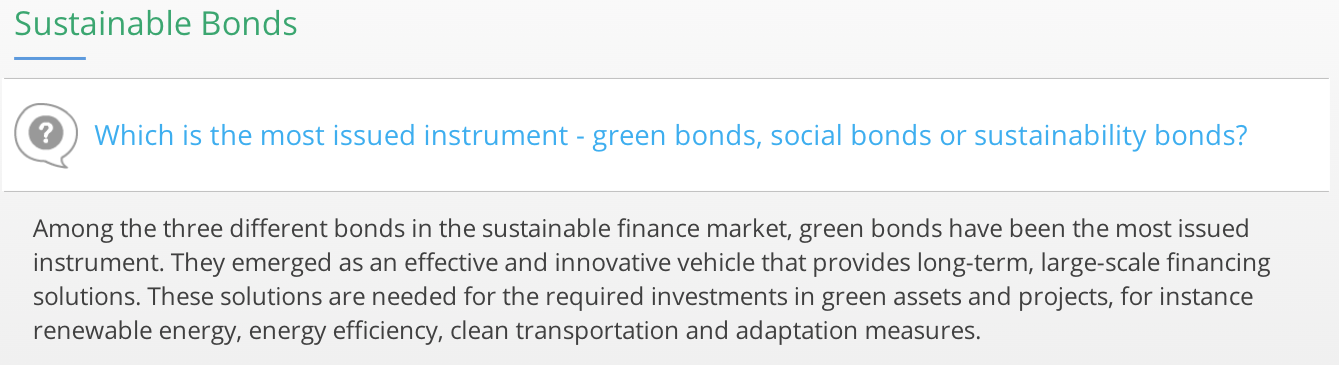 Sustainable Bonds
?
Which is the most issued instrument - green bonds, social bonds or sustainability bonds?
Among the three different bonds in the sustainable finance market, green bonds have been the most issued
instrument. They emerged as an effective and innovative vehicle that provides long-term, large-scale financing
solutions. These solutions are needed for the required investments in green assets and projects, for instance
renewable energy, energy efficiency, clean transportation and adaptation measures.